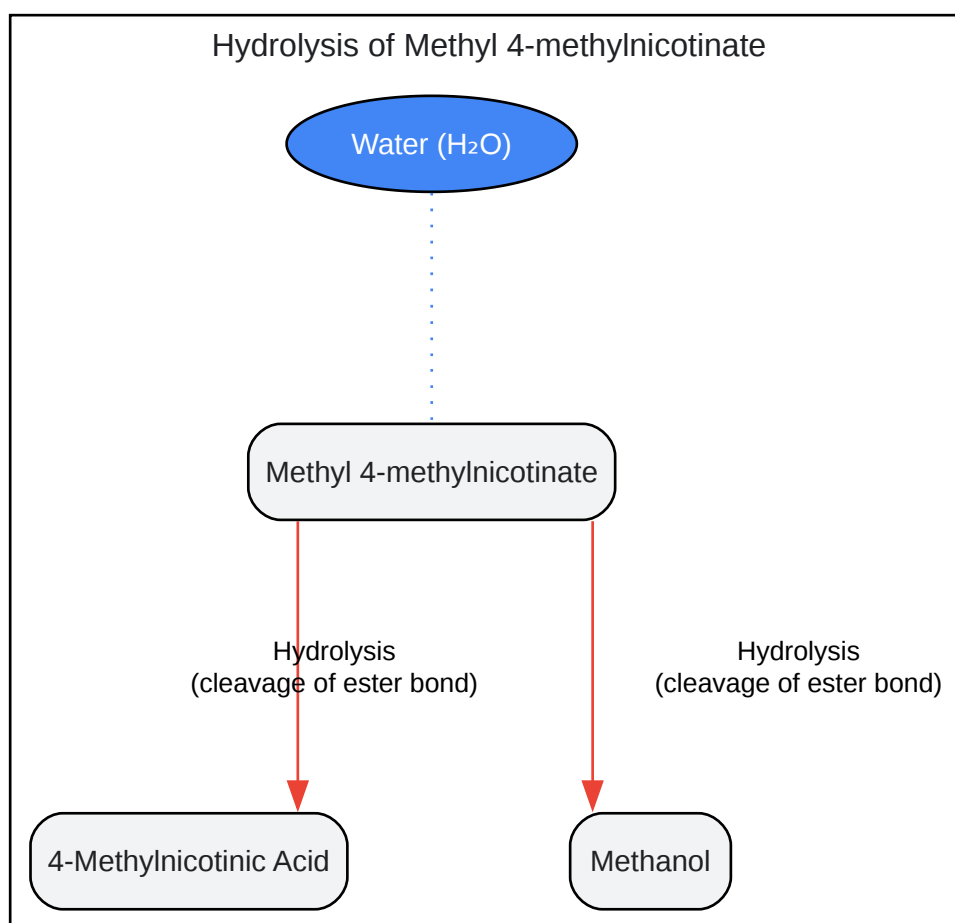 Hydrolysis of Methyl 4-methylnicotinate
Water (H₂O)
Methyl 4-methylnicotinate
Hydrolysis
(cleavage of ester bond)
Hydrolysis
(cleavage of ester bond)
4-Methylnicotinic Acid
Methanol